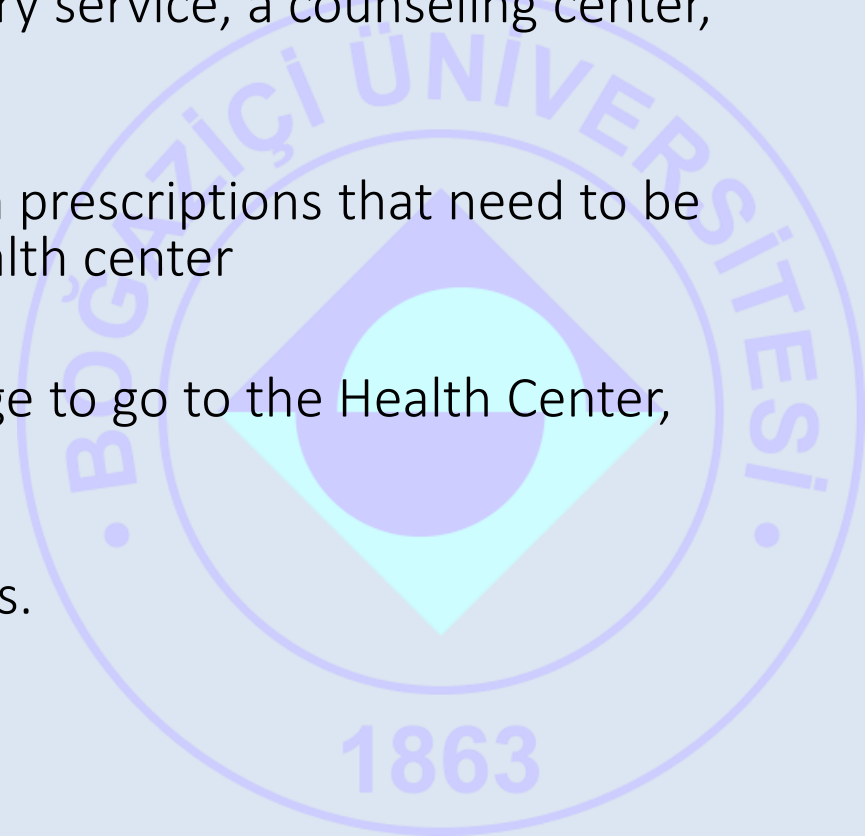 ry service, a counseling center,
prescriptions that need to be
alth center
ge to go to the Health Center,
s.
• BOĞAZİÇİ ÜNİVERSİTESİ •
1863